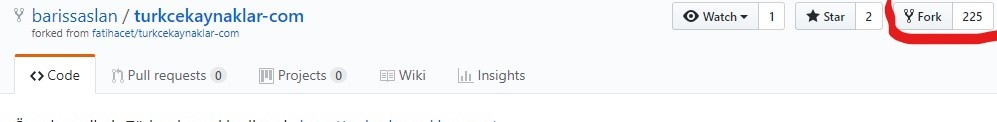 barissaslan / turkcekaynaklar-com
forked from fatihacet/turkcekaynaklar-com
Watch 1 Star 2 Fork 225
Code Pull requests 0 Projects 0 Wiki Insights